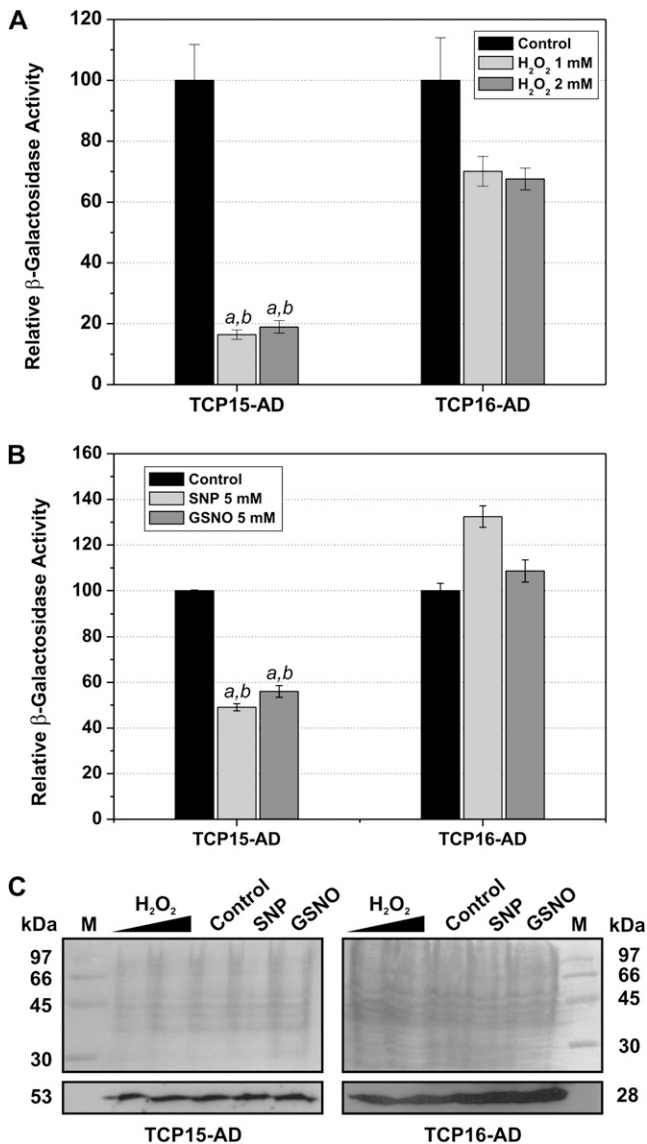 A
Relative β-Galactosidase Activity
120
100
80
60
40
20
0
Control
H₂O₂ 1 mM
H₂O₂ 2 mM
a,b
a,b
TCP15-AD
TCP16-AD
B
Relative β-Galactosidase Activity
160
140
120
100
80
60
40
20
0
Control
SNP 5 mM
GSNO 5 mM
a,b
a,b
TCP15-AD
TCP16-AD
C
kDa M H₂O₂ Control SNP GSNO
97
66
45
30
53
TCP15-AD
H₂O₂ Control SNP GSNO M kDa
97
66
45
30
28
TCP16-AD